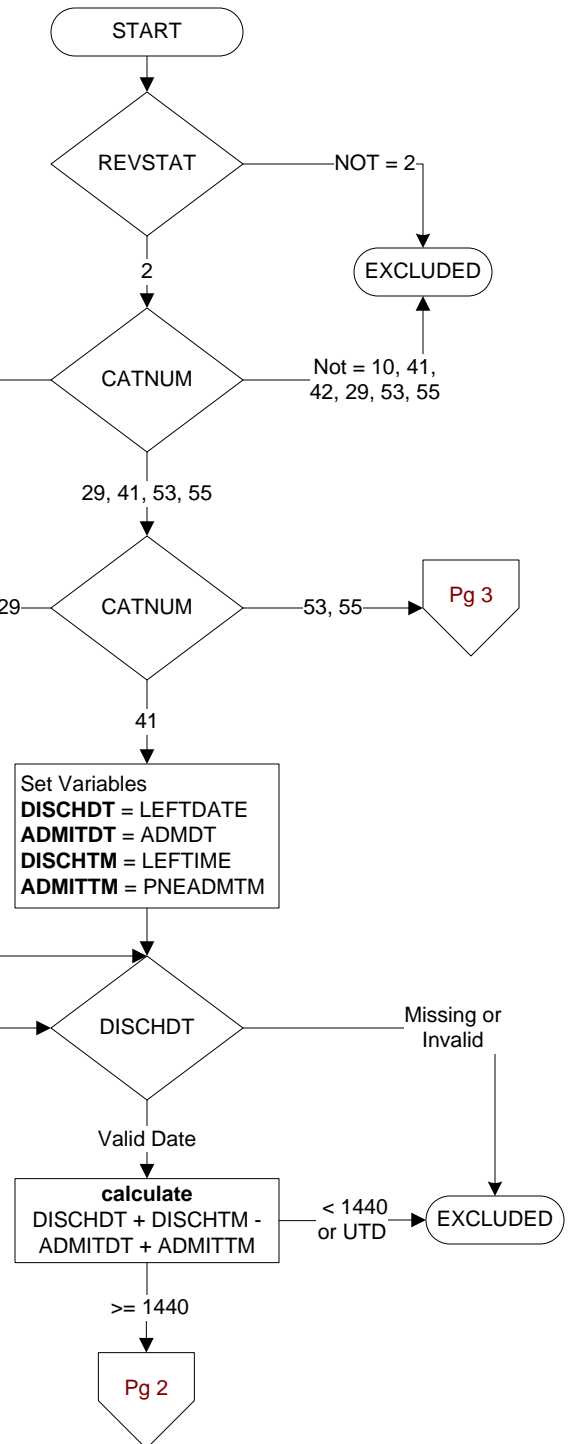 START
REVSTAT
NOT = 2
2
EXCLUDED
CATNUM
Not = 10, 41,
42, 29, 53, 55
29, 41, 53, 55
29
CATNUM
53, 55
Pg 3
41
Set Variables
DISCHDT = LEFTDATE
ADMITDT = ADMDT
DISCHTM = LEFTIME
ADMITTM = PNEADMTM
DISCHDT
Missing or
Invalid
Valid Date
calculate
DISCHDT + DISCHTM -
ADMITDT + ADMITTM
< 1440
or UTD
EXCLUDED
>= 1440
Pg 2